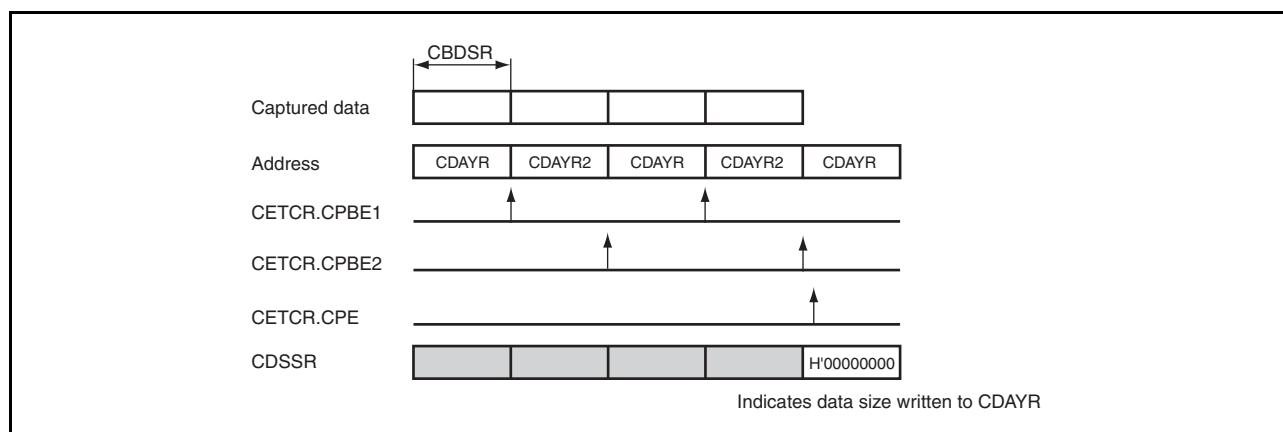 CBDSR
Captured data
Address CDAYR CDAYR2 CDAYR CDAYR2 CDAYR
CETCR.CPBE1
CETCR.CPBE2
CETCR.CPE
CDSSR H'00000000
Indicates data size written to CDAYR